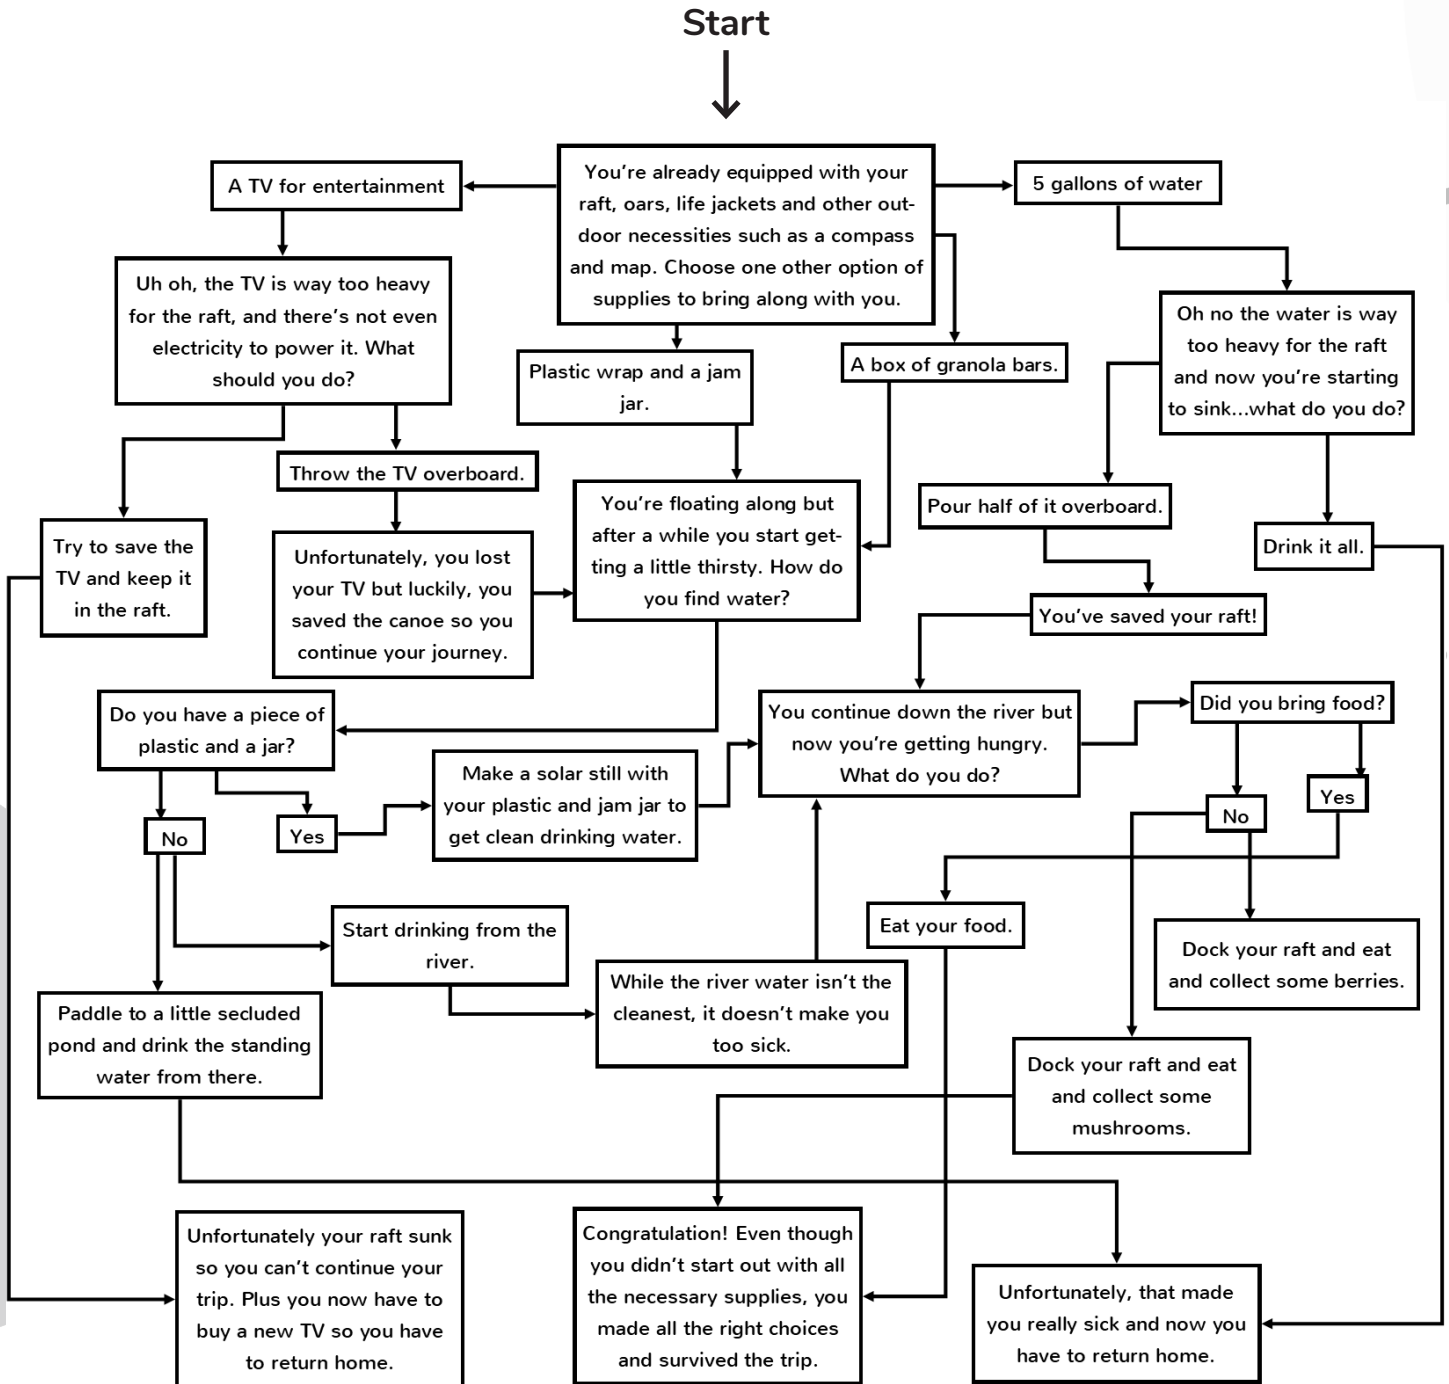 Start
You're already equipped with your
raft, oars, life jackets and other out-
door necessities such as a compass
and map. Choose one other option of
supplies to bring along with you.
A TV for entertainment
5 gallons of water
Uh oh, the TV is way too heavy
for the raft, and there's not even
electricity to power it. What
should you do?
Plastic wrap and a jam
jar.
A box of granola bars.
Oh no the water is way
too heavy for the raft
and now you're starting
to sink...what do you do?
Throw the TV overboard.
Try to save the
TV and keep it
in the raft.
Unfortunately, you lost
your TV but luckily, you
saved the canoe so you
continue your journey.
You're floating along but
after a while you start get-
ting a little thirsty. How do
you find water?
Pour half of it overboard.
Drink it all.
You've saved your raft!
Do you have a piece of
plastic and a jar?
You continue down the river but
now you're getting hungry.
What do you do?
Did you bring food?
Make a solar still with
your plastic and jam jar to
get clean drinking water.
No
Yes
No
Yes
Start drinking from the
river.
Eat your food.
Dock your raft and eat
and collect some berries.
While the river water isn't the
cleanest, it doesn't make you
too sick.
Paddle to a little secluded
pond and drink the standing
water from there.
Dock your raft and eat
and collect some
mushrooms.
Unfortunately your raft sunk
so you can't continue your
trip. Plus you now have to
buy a new TV so you have
to return home.
Congratulation! Even though
you didn't start out with all
the necessary supplies, you
made all the right choices
and survived the trip.
Unfortunately, that made
you really sick and now you
have to return home.